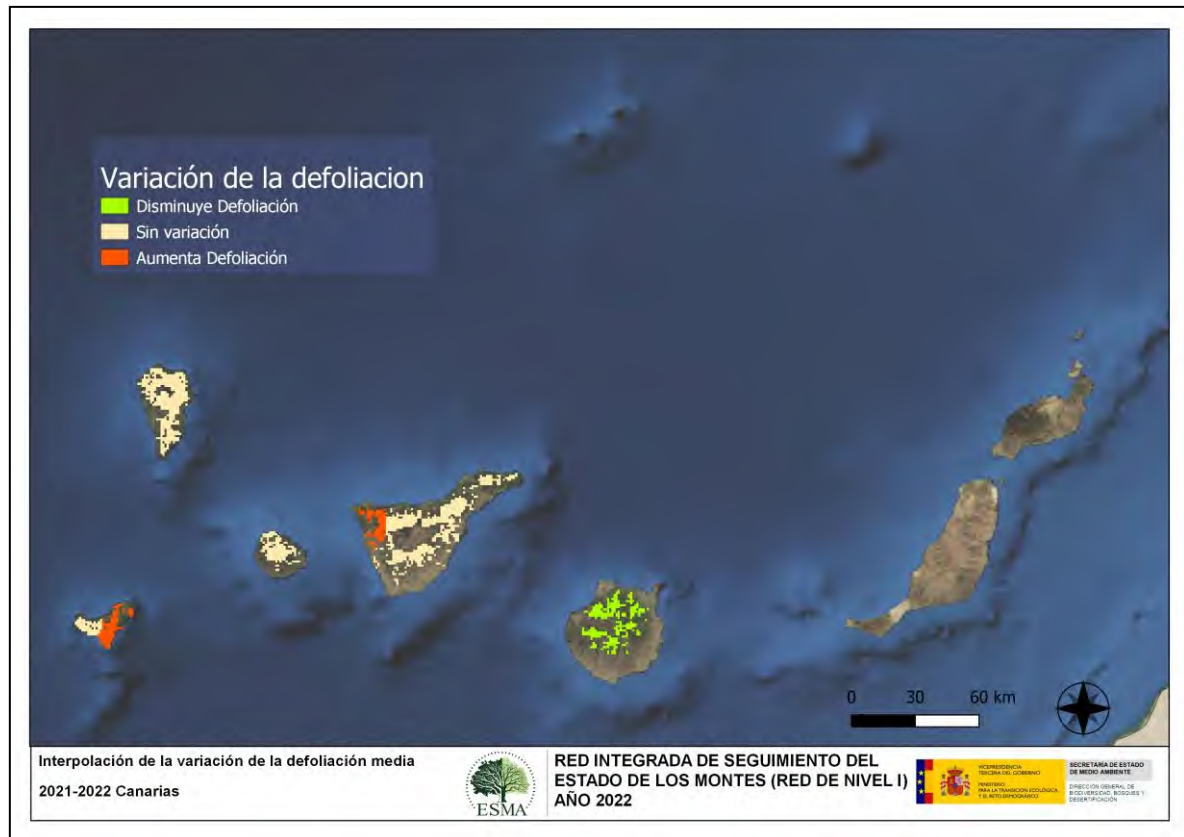 Variación de la defoliacion
Disminuye Defoliación
Sin variación
Aumenta Defoliación
0 30 60 km
Interpolación de la variación de la defoliación media
2021-2022 Canarias
ESMA
RED INTEGRADA DE SEGUIMIENTO DEL
ESTADO DE LOS MONTES (RED DE NIVEL I)
AÑO 2022
VICEPRESIDENCIA
TERCERA DEL GOBIERNO
MINISTERIO
PARA LA TRANSICIÓN ECOLÓGICA
Y EL RETO DEMOGRÁFICO
SECRETARIA DE ESTADO
DE MEDIO AMBIENTE
DIRECCIÓN GENERAL DE
BIODIVERSIDAD, BOSQUES Y
DESERTIFICACIÓN